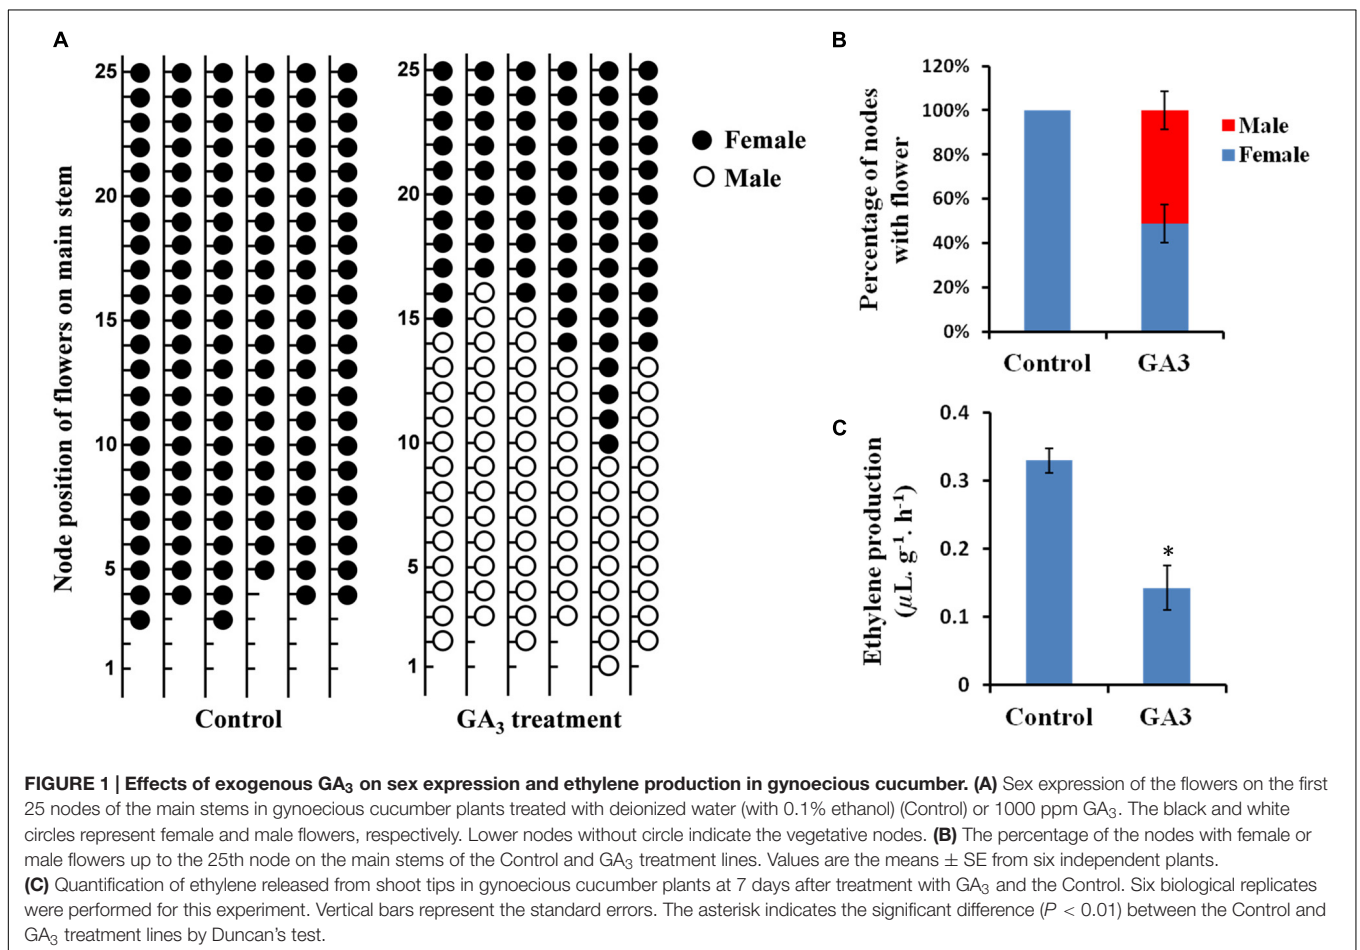 A
25
20
15
10
5
1
Node position of flowers on main stem
Control
25
20
15
10
5
1
GA3 treatment
Female
Male
B
120%
100%
80%
60%
40%
20%
0%
Percentage of nodes
with flower
Control
GA3
Male
Female
C
0.4
0.3
0.2
0.1
0
Ethylene production
(μL. g-1. h-1)
*
Control
GA3
FIGURE 1 | Effects of exogenous GA3 on sex expression and ethylene production in gynoecious cucumber. (A) Sex expression of the flowers on the first
25 nodes of the main stems in gynoecious cucumber plants treated with deionized water (with 0.1% ethanol) (Control) or 1000 ppm GA3. The black and white
circles represent female and male flowers, respectively. Lower nodes without circle indicate the vegetative nodes. (B) The percentage of the nodes with female or
male flowers up to the 25th node on the main stems of the Control and GA3 treatment lines. Values are the means ± SE from six independent plants.
(C) Quantification of ethylene released from shoot tips in gynoecious cucumber plants at 7 days after treatment with GA3 and the Control. Six biological replicates
were performed for this experiment. Vertical bars represent the standard errors. The asterisk indicates the significant difference (P < 0.01) between the Control and
GA3 treatment lines by Duncan's test.